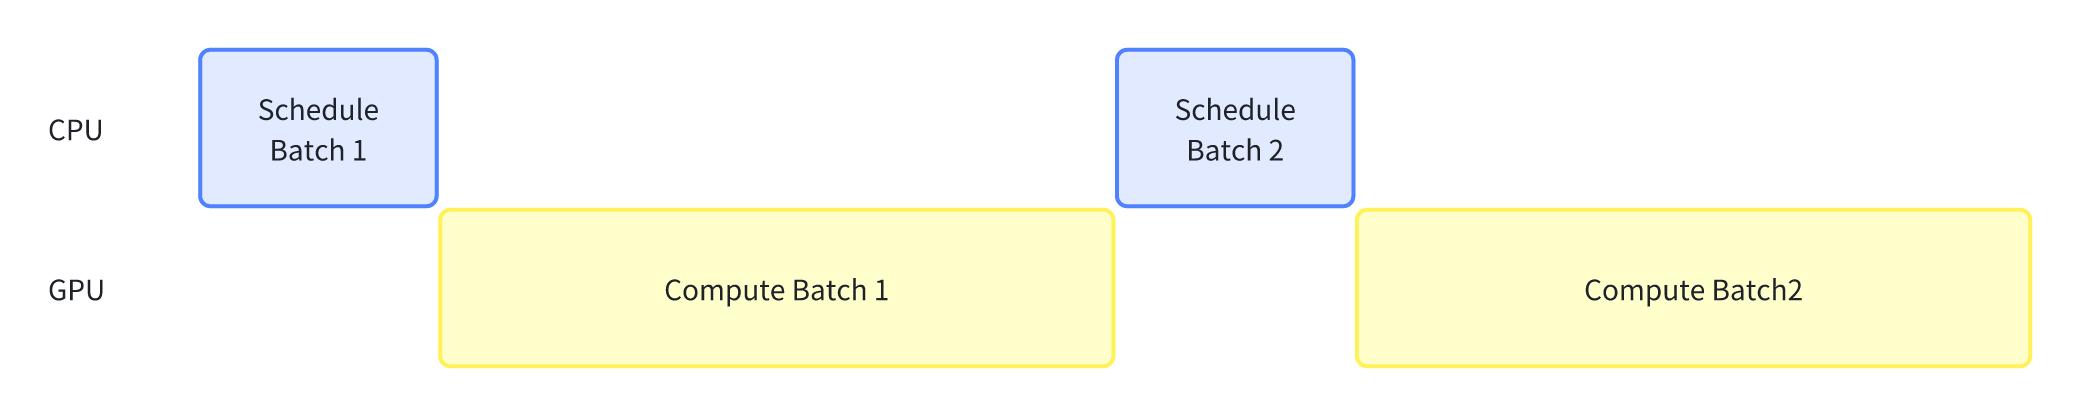 CPU
Schedule
Batch 1
Schedule
Batch 2
GPU
Compute Batch 1
Compute Batch2